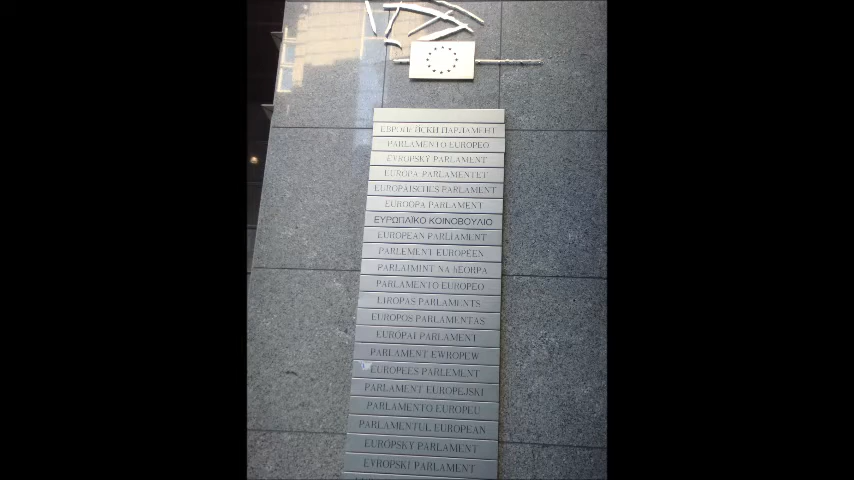 ЕВРОПЕЙСКИ ПАРЛАМЕНТ
PARLAMENTO EUROPEO
EVROPSKÝ PARLAMENT
EUROPA-PARLAMENTET
EUROPÄISCHES PARLAMENT
EUROOPA PARLAMENT
ΕΥΡΩΠΑΪΚΟ ΚΟΙΝΟΒΟΥΛΙΟ
EUROPEAN PARLIAMENT
PARLEMENT EUROPÉEN
PARLAIMINT NA hEORPA
PARLAMENTO EUROPEO
EIROPAS PARLAMENTS
EUROPOS PARLAMENTAS
EURÓPAI PARLAMENT
PARLAMENT EWROPEW
EUROPEES PARLEMENT
PARLAMENT EUROPEJSKI
PARLAMENTO EUROPEU
PARLAMENTUL EUROPEAN
EURÓPSKY PARLAMENT
EVROPSKI PARLAMENT